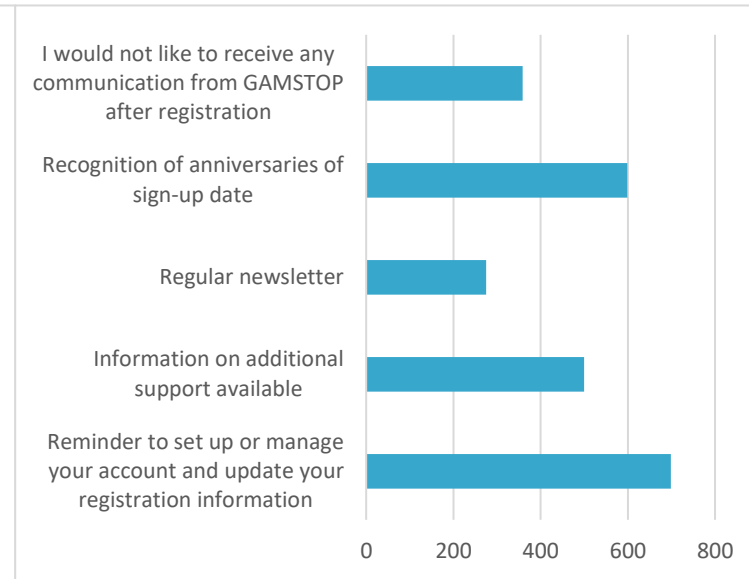 I would not like to receive any
communication from GAMSTOP
after registration
Recognition of anniversaries of
sign-up date
Regular newsletter
Information on additional
support available
Reminder to set up or manage
your account and update your
registration information
0 200 400 600 800